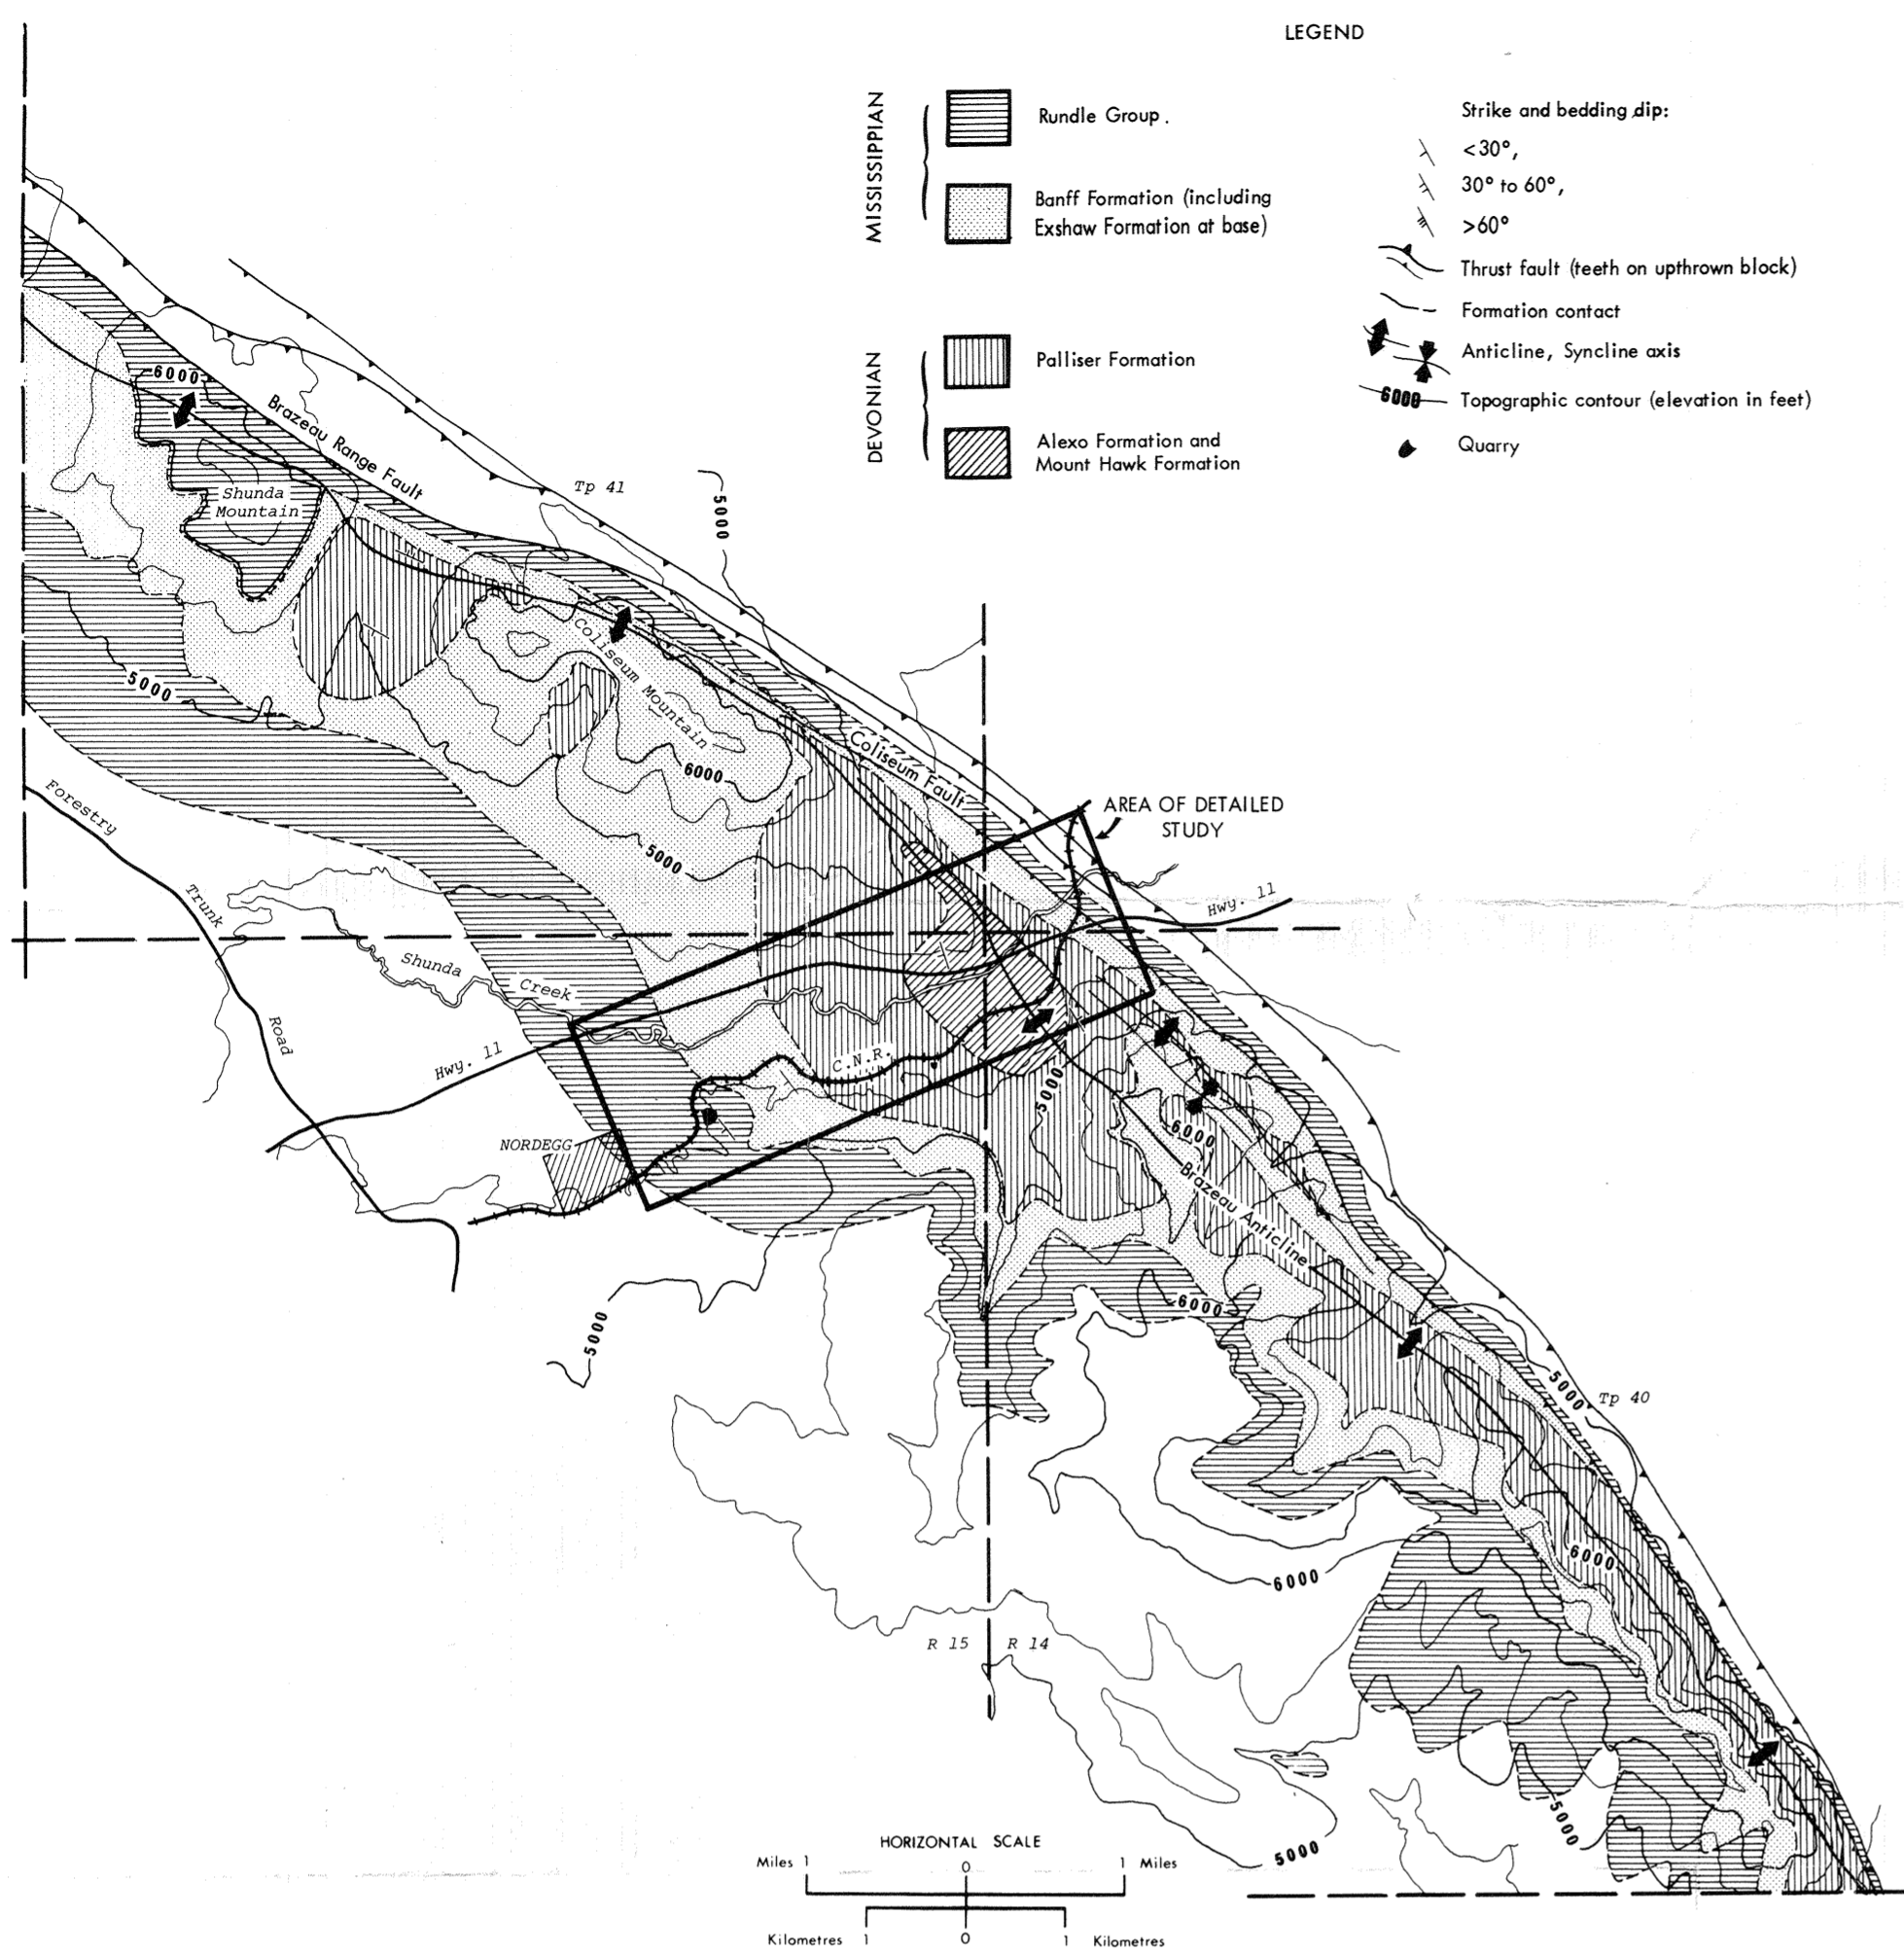 LEGEND
MISSISSIPPIAN
Rundle Group.
Banff Formation (including
Exshaw Formation at base)
DEVONIAN
Palliser Formation
Alexo Formation and
Mount Hawk Formation
Strike and bedding dip:
<30°,
30° to 60°,
>60°
Thrust fault (teeth on upthrown block)
Formation contact
Anticline, Syncline axis
6000
Topographic contour (elevation in feet)
Quarry
6000
Brazeau Range Fault
Shunda
Mountain
Tp 41
5000
Coliseum Mountain
5000
6000
Coliseum Fault
Forestry
Trunk
Road
AREA OF DETAILED
STUDY
5000
Hwy. 11
Shunda
Creek
Hwy. 11
C.N.R.
5000
NORDEGG
6000
Brazeau Anticline
6000
5000
5000
Tp 40
6000
6000
R 15
R 14
5000
5000
HORIZONTAL SCALE
Miles 1 0 1 Miles
Kilometres 1 0 1 Kilometres